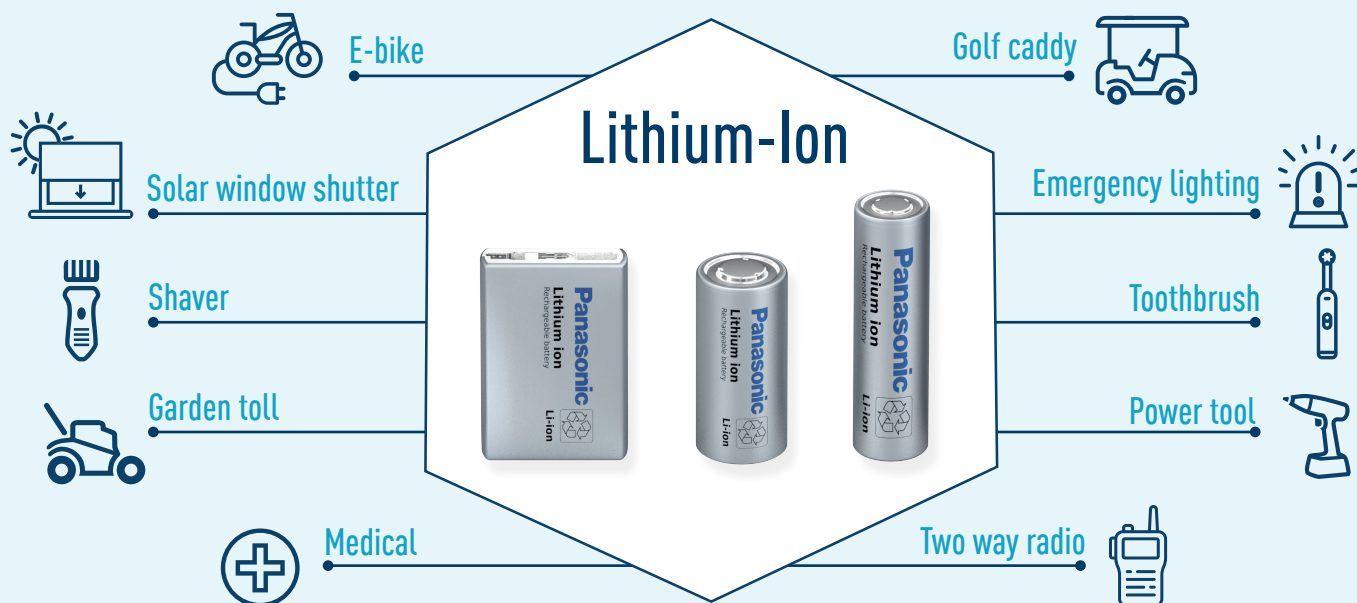 E-bike
Golf caddy
Lithium-Ion
Solar window shutter
Emergency lighting
Shaver
Toothbrush
Garden toll
Power tool
Medical
Two way radio
Panasonic
Lithium ion
Rechargeable battery
Li-ion
Panasonic
Lithium ion
Rechargeable battery
Li-ion
Panasonic
Lithium ion
Rechargeable battery
Li-ion